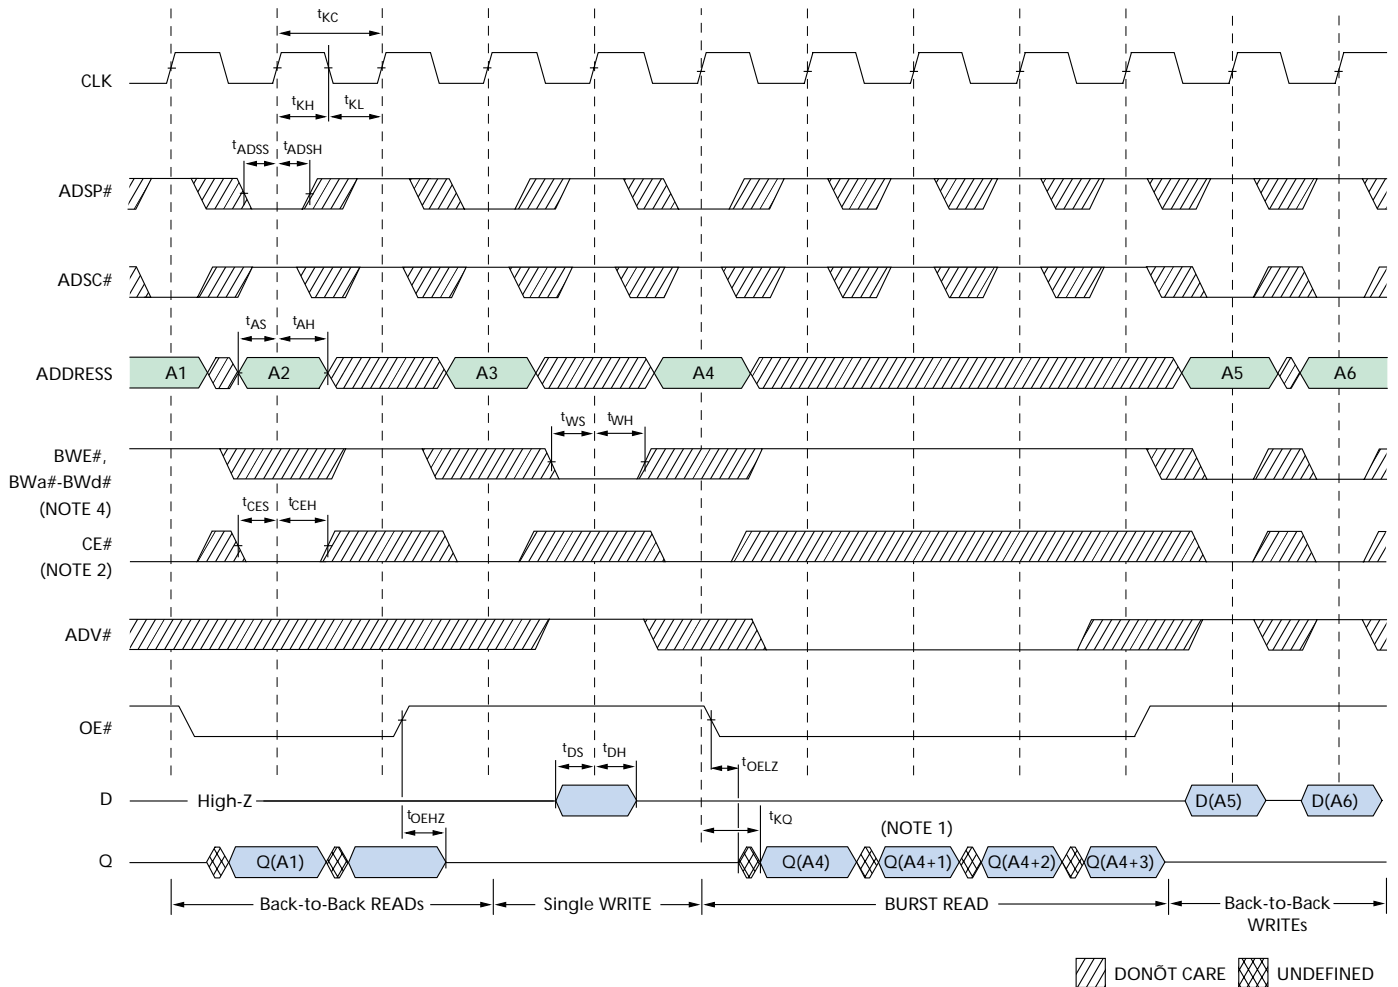 tKC
CLK
tKH tKL
tADSS tADSH
ADSP#
ADSC#
tAS tAH
ADDRESS A1 A2 A3 A4 A5 A6
tWS tWH
BWE#,
BWa#-BWd#
(NOTE 4)
tCES tCEH
CE#
(NOTE 2)
ADV#
OE#
tDS tDH
tOELZ
D High-Z D(A5) D(A6)
tOEHZ tKQ (NOTE 1)
Q Q(A1) Q(A4) Q(A4+1) Q(A4+2) Q(A4+3)
Back-to-Back READs Single WRITE BURST READ Back-to-Back
WRITEs
DONÕT CARE UNDEFINED